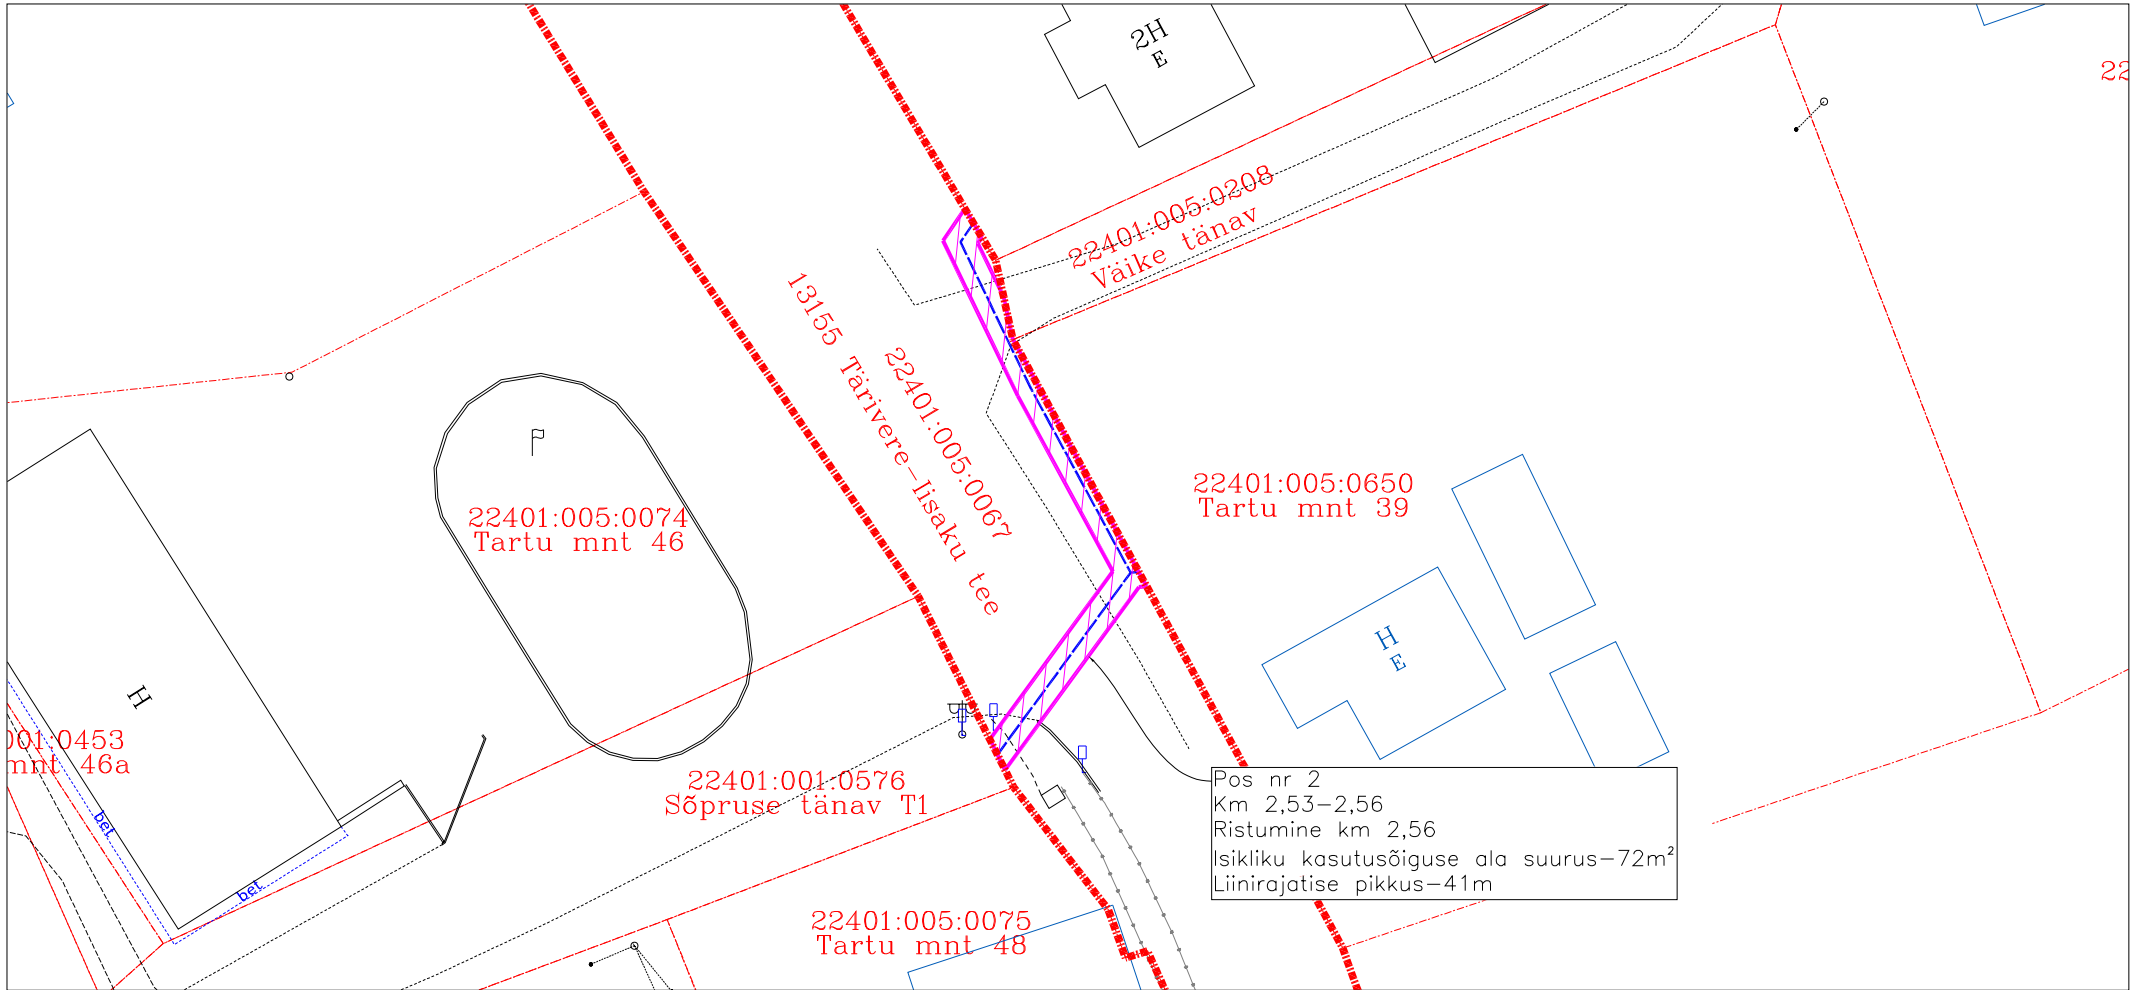 2H
E
22
22401:005:0208
Väike tänav
13155 Tärivere-Iisaku tee
22401:005:0067
22401:005:0074
Tartu mnt 46
22401:005:0650
Tartu mnt 39
H
E
H
001:0453
mnt 46a
bet
bet
22401:001:0576
Sõpruse tänav T1
22401:005:0075
Tartu mnt 48
Pos nr 2
Km 2,53-2,56
Ristumine km 2,56
Isikliku kasutusõiguse ala suurus-72m²
Liinirajatise pikkus-41m